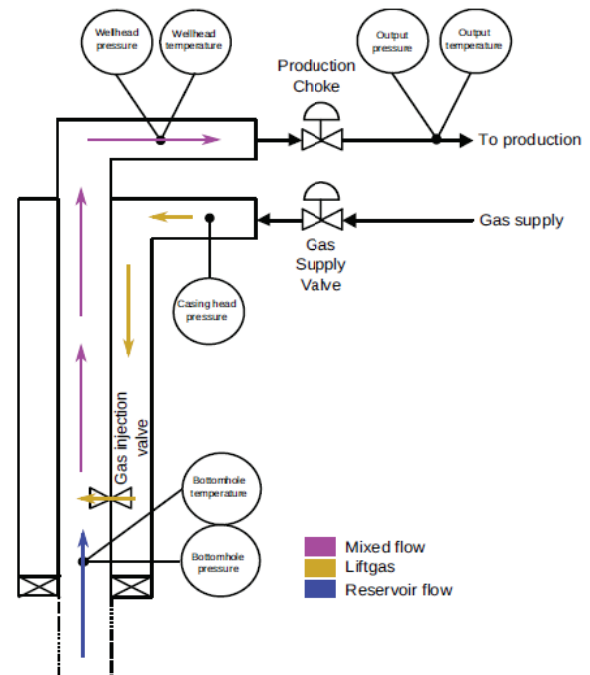 Wellhead
pressure
Wellhead
temperature
Output
pressure
Output
temperature
Production
Choke
To production
Gas supply
Gas
Supply
Valve
Casing head
pressure
Gas injection
valve
Bottomhole
temperature
Bottomhole
pressure
Mixed flow
Liftgas
Reservoir flow